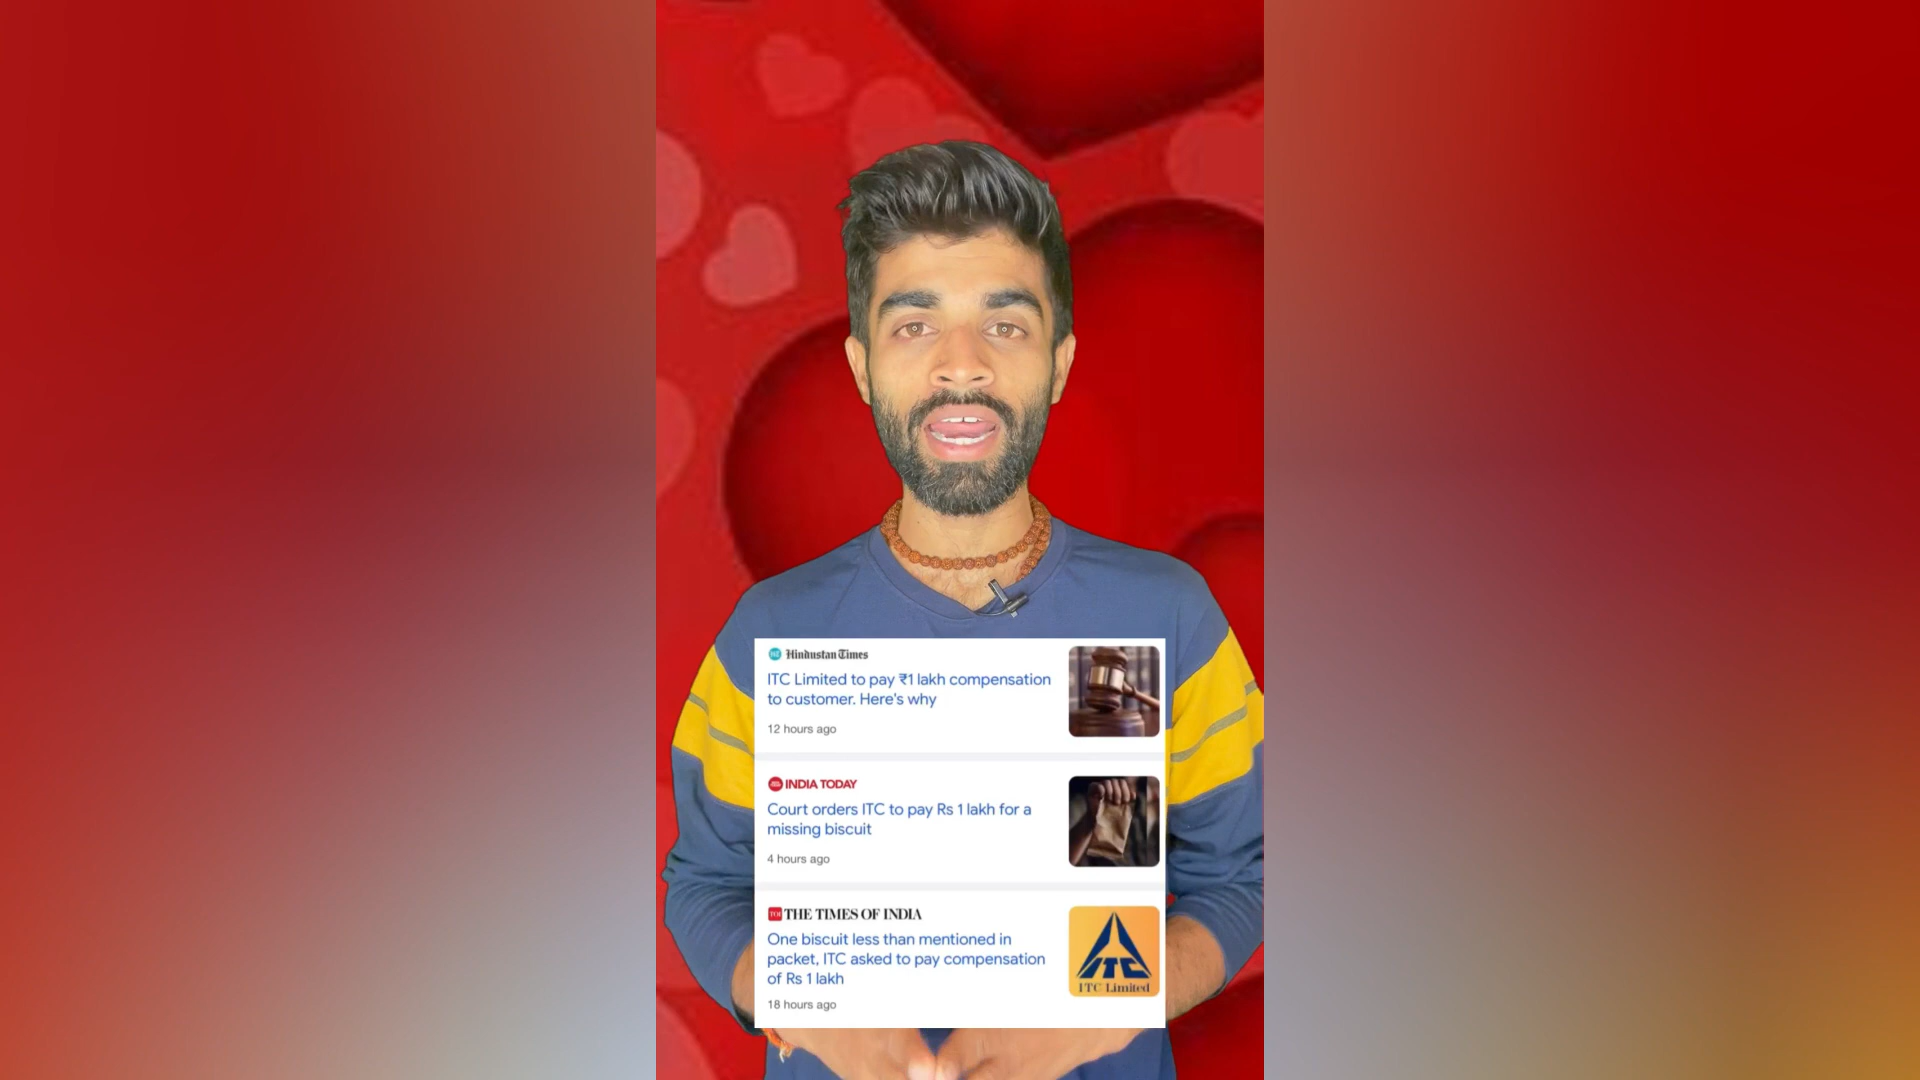 Hindustan Times
ITC Limited to pay ₹1 lakh compensation
to customer. Here's why
12 hours ago
INDIA TODAY
Court orders ITC to pay Rs 1 lakh for a
missing biscuit
4 hours ago
TOI THE TIMES OF INDIA
One biscuit less than mentioned in
packet, ITC asked to pay compensation
of Rs 1 lakh
18 hours ago
ITC
ITC Limited